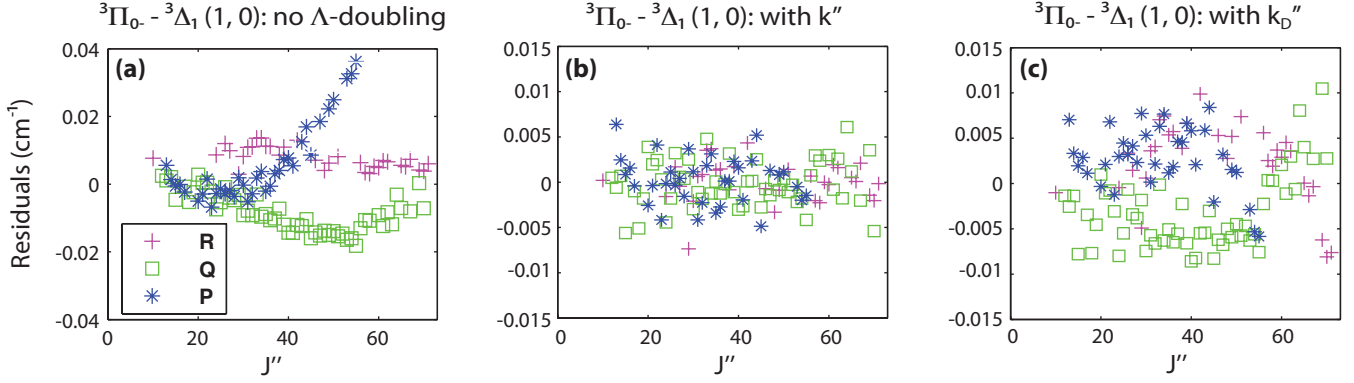 ³Π₀₋ - ³Δ₁ (1, 0): no Λ-doubling
³Π₀₋ - ³Δ₁ (1, 0): with k″
³Π₀₋ - ³Δ₁ (1, 0): with k_D″
(a)
(b)
(c)
Residuals (cm⁻¹)
0.04
0.02
0
-0.02
-0.04
0.015
0.01
0.005
0
-0.005
-0.01
-0.015
0.015
0.01
0.005
0
-0.005
-0.01
-0.015
R
Q
P
0 20 40 60
0 20 40 60
0 20 40 60
J″
J″
J″